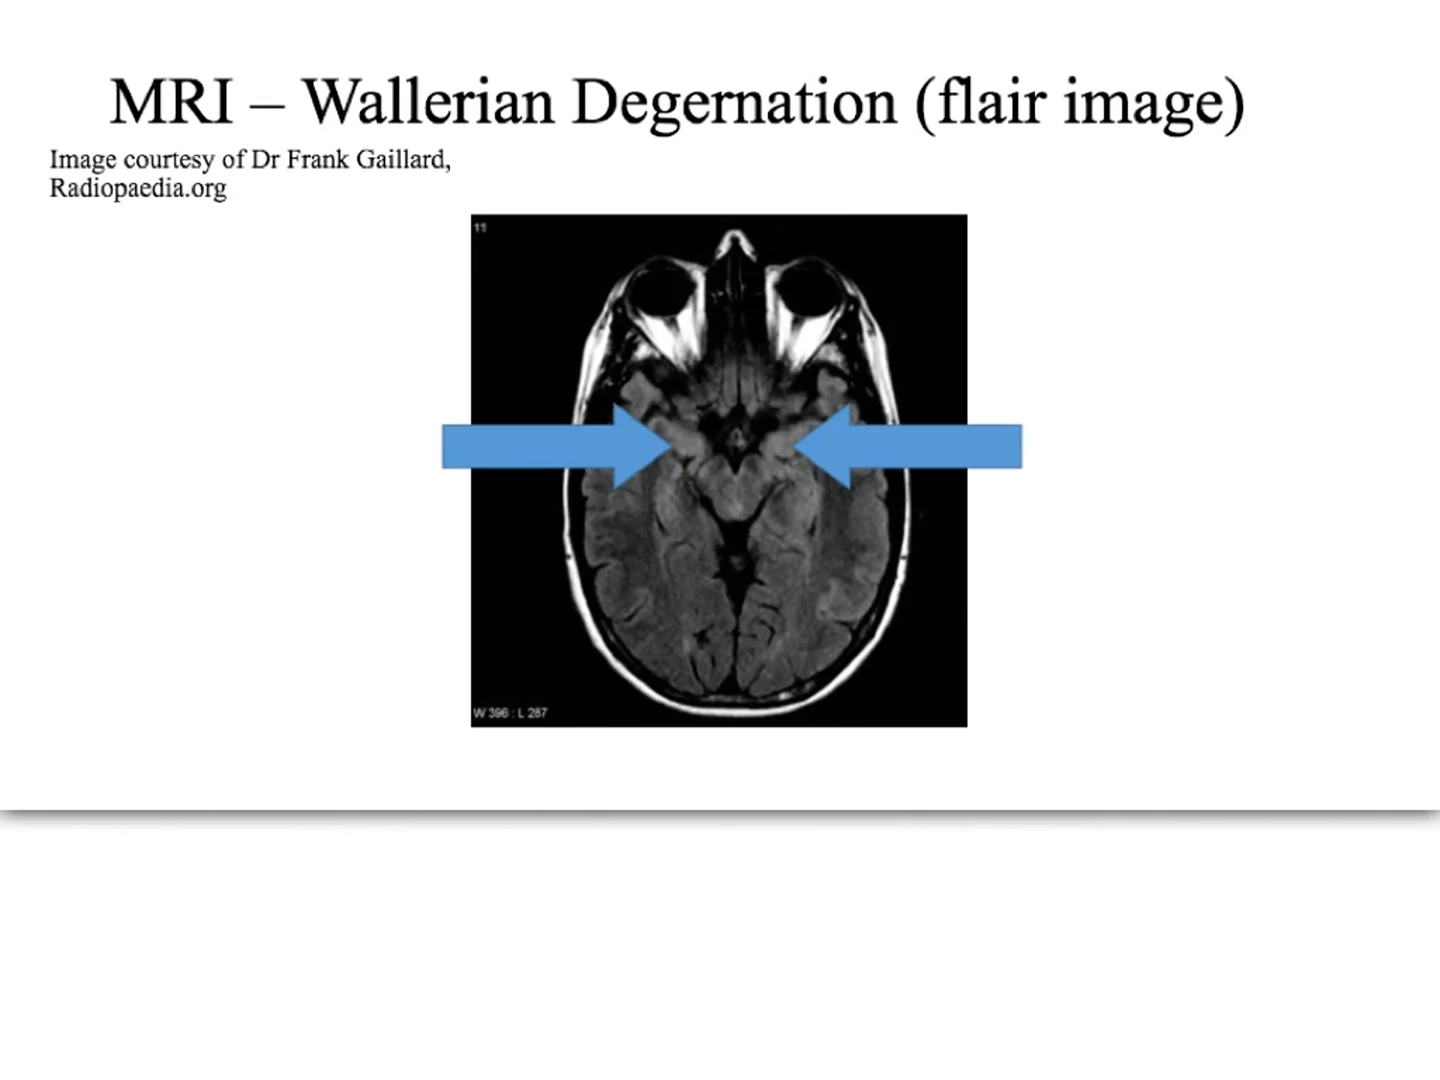 MRI – Wallerian Degernation (flair image)
Image courtesy of Dr Frank Gaillard,
Radiopaedia.org
11
W 396 : L 287